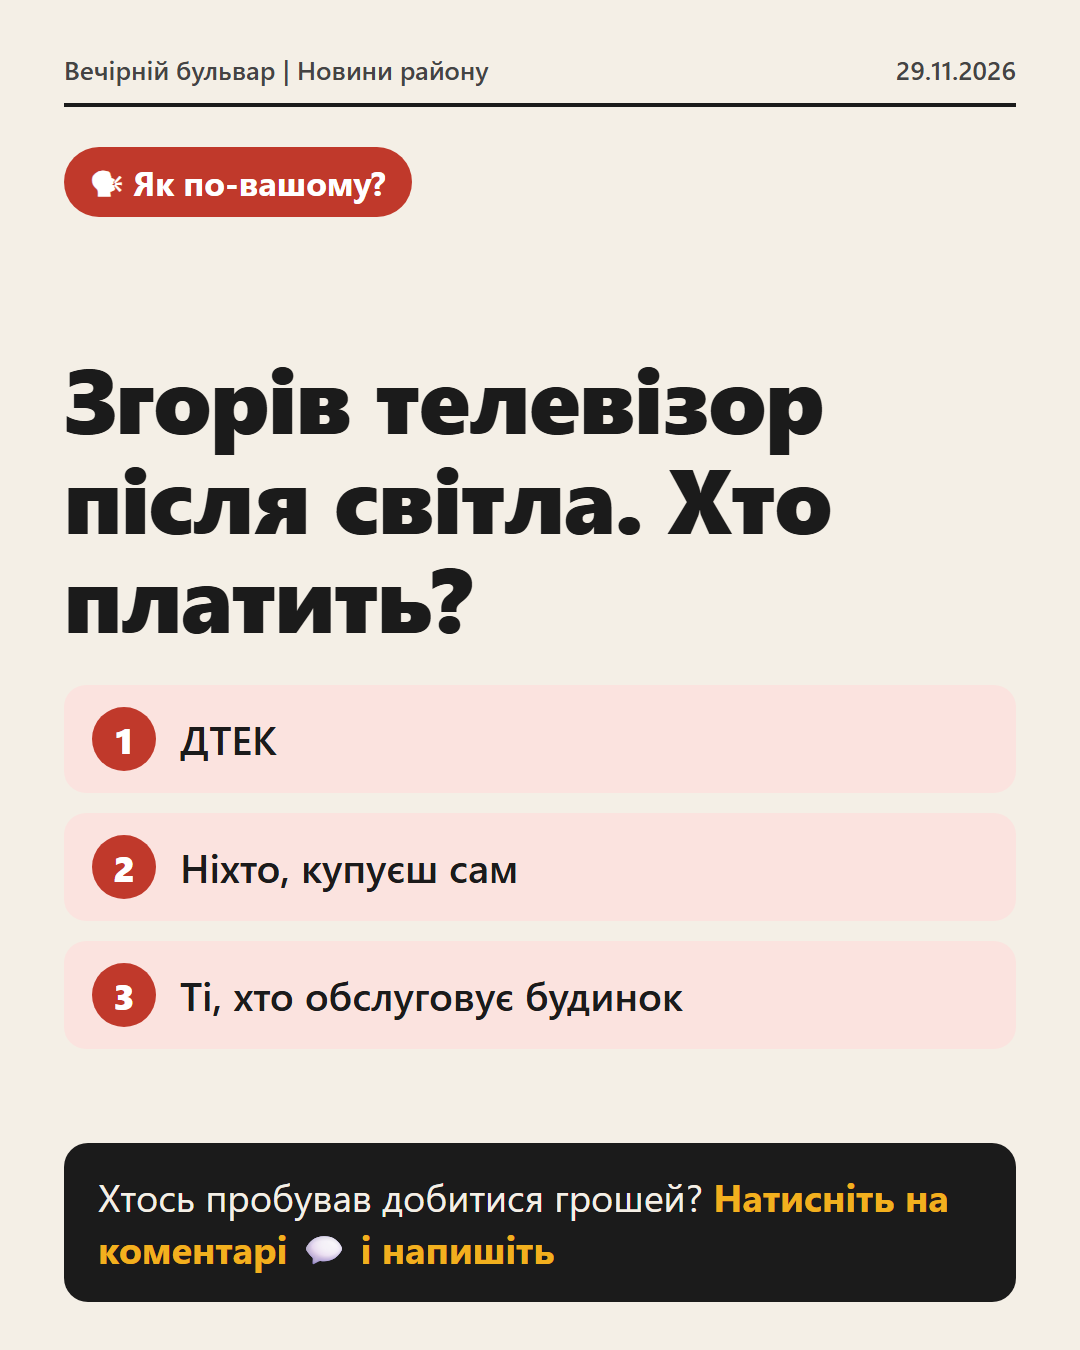 Вечірній бульвар | Новини району
29.11.2026
🗣 Як по-вашому?
Згорів телевізор
після світла. Хто
платить?
1 ДТЕК
2 Ніхто, купуєш сам
3 Ті, хто обслуговує будинок
Хтось пробував добитися грошей? Натисніть на
коментарі 💬 і напишіть